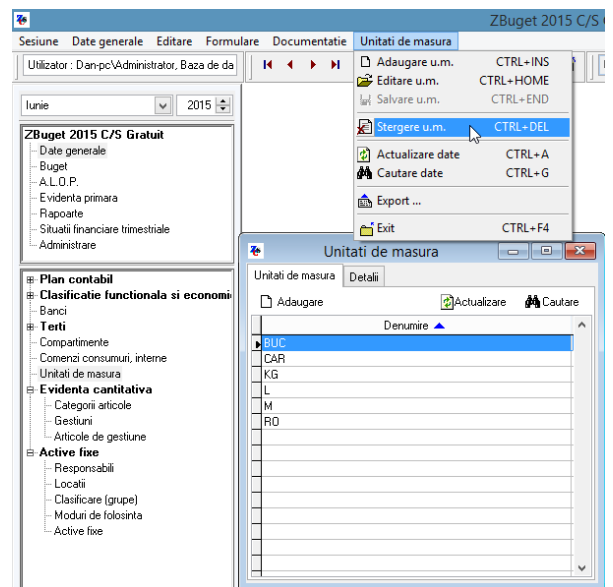 ZBuget 2015 C/S
Sesiune Date generale Editare Formulare Documentatie Unitati de masura
Utilizator : Dan-pc\Administrator, Baza de da
Adaugare u.m. CTRL+INS
Editare u.m. CTRL+HOME
Salvare u.m. CTRL+END
Stergere u.m. CTRL+DEL
Actualizare date CTRL+A
Cautare date CTRL+G
Export ...
Exit CTRL+F4
Iunie 2015
ZBuget 2015 C/S Gratuit
Date generale
Buget
A.L.O.P.
Evidenta primara
Rapoarte
Situatii financiare trimestriale
Administrare
Plan contabil
Clasificatie functionala si economi
Banci
Terti
Compartimente
Comenzi consumuri, interne
Unitati de masura
Evidenta cantitativa
Categorii articole
Gestiuni
Articole de gestiune
Active fixe
Responsabili
Locatii
Clasificare (grupe)
Moduri de folosinta
Active fixe
Unitati de masura
Unitati de masura Detalii
Adaugare Actualizare Cautare
Denumire
BUC
CAR
KG
L
M
RO